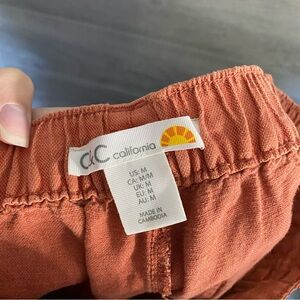 C&C california
US: M
CA: M/M
UK: M
EU: M
AU: M
MADE IN
CAMBODIA